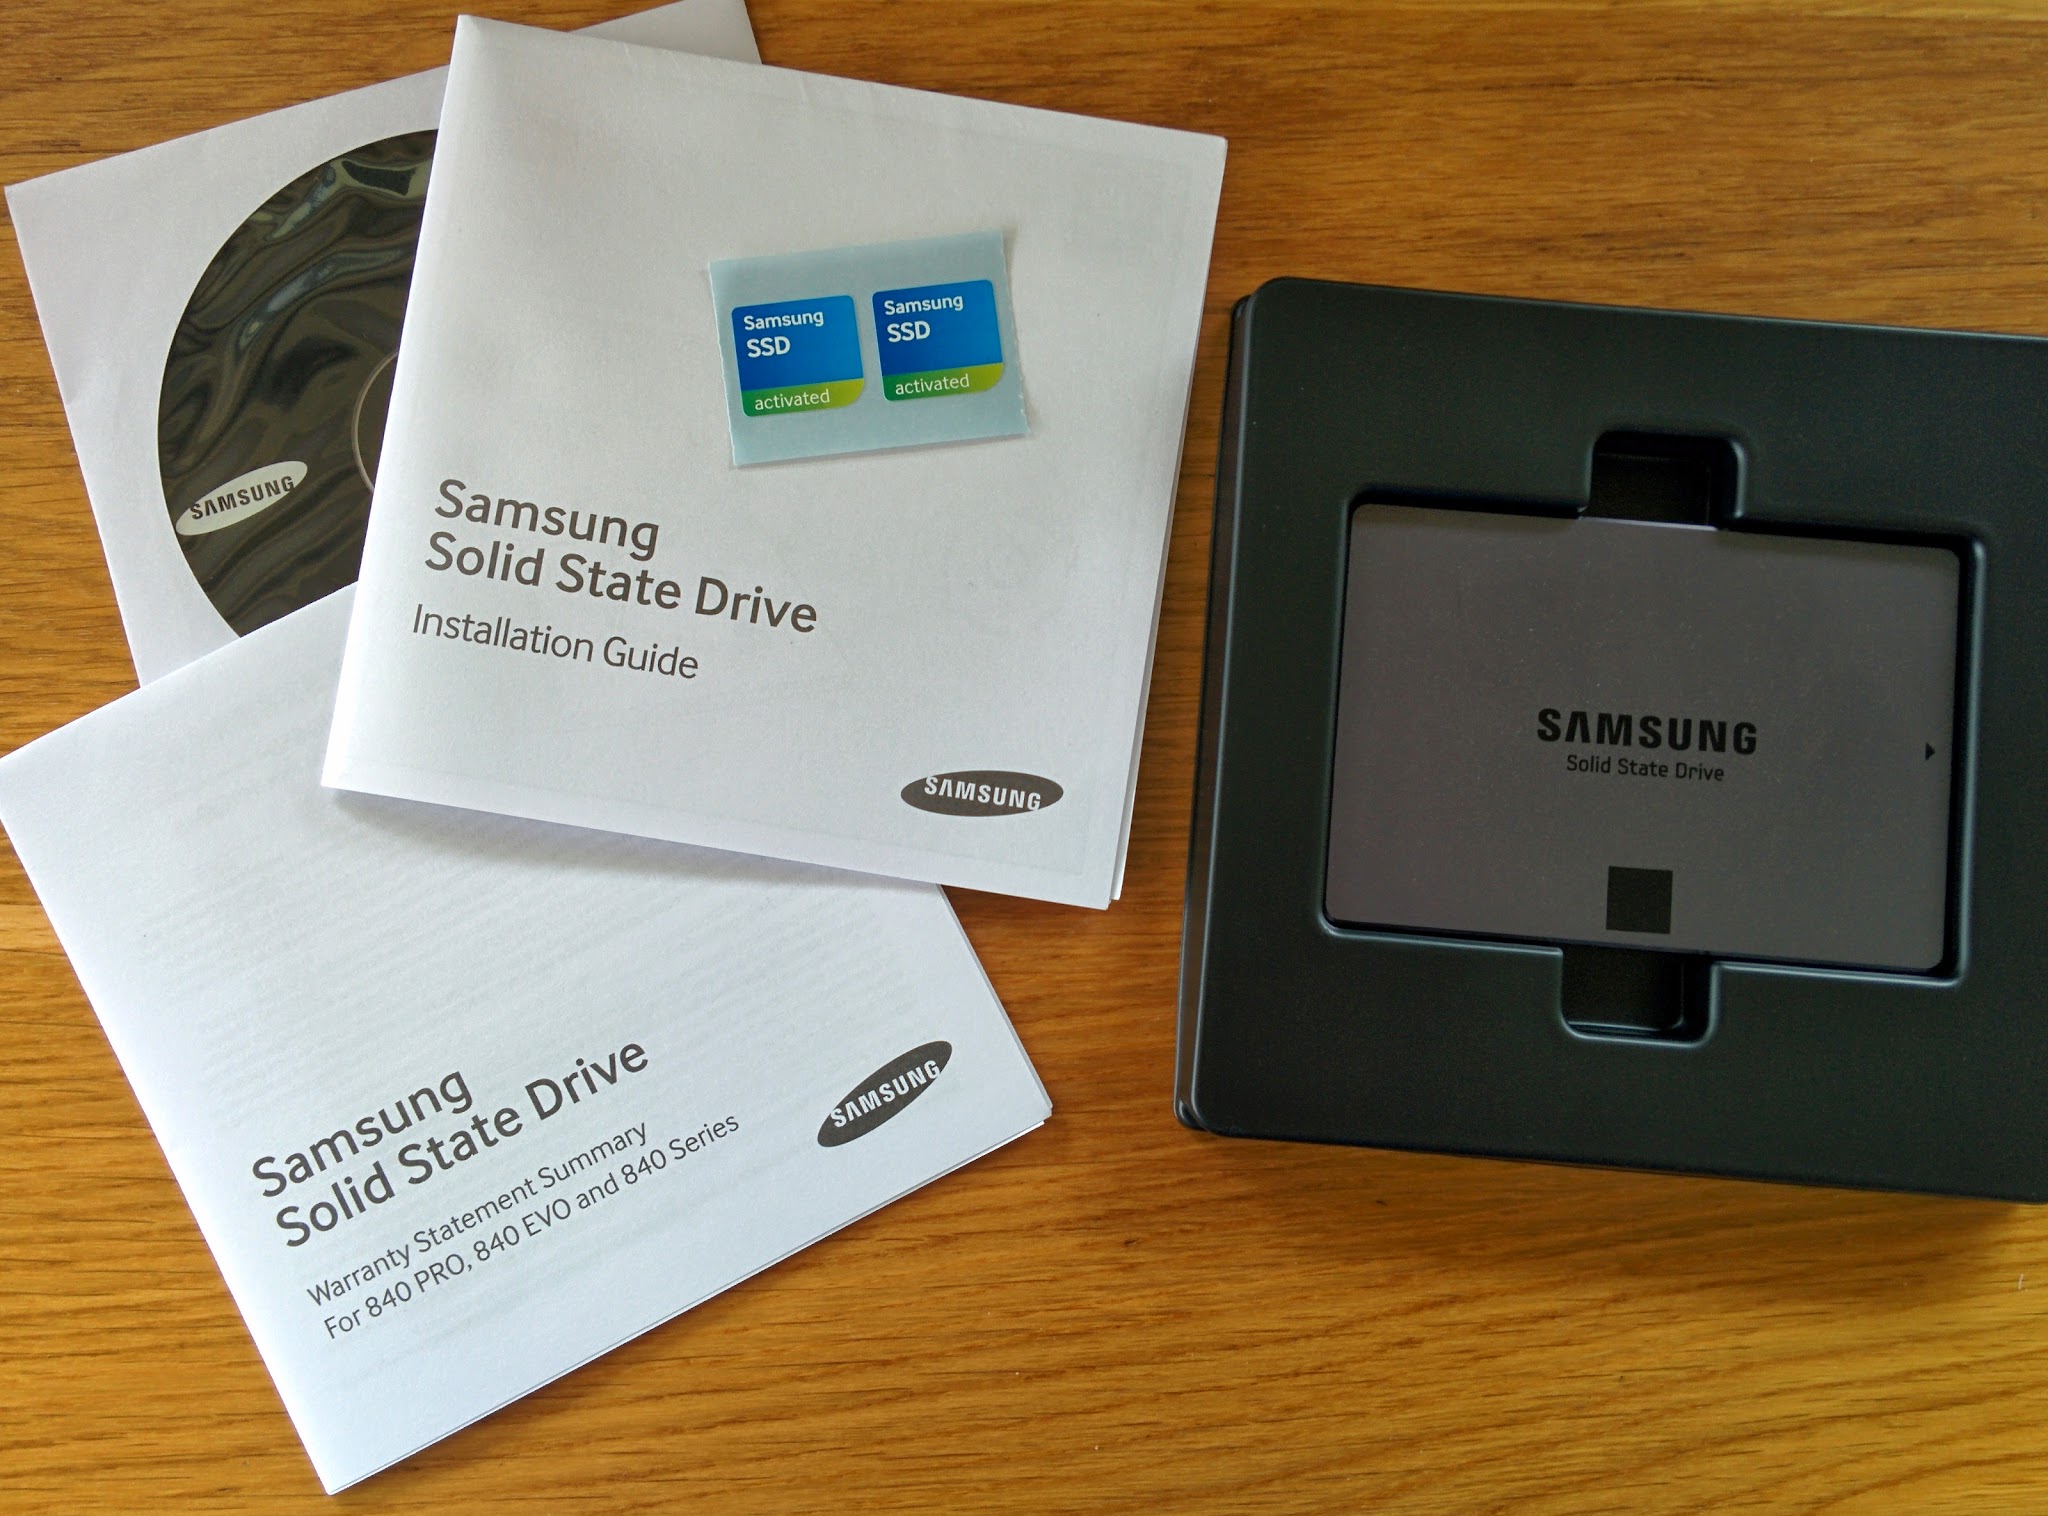 SAMSUNG
Samsung
SSD
activated
Samsung
SSD
activated
Samsung
Solid State Drive
Installation Guide
SAMSUNG
Samsung
Solid State Drive
Warranty Statement Summary
For 840 PRO, 840 EVO and 840 Series
SAMSUNG
SAMSUNG
Solid State Drive